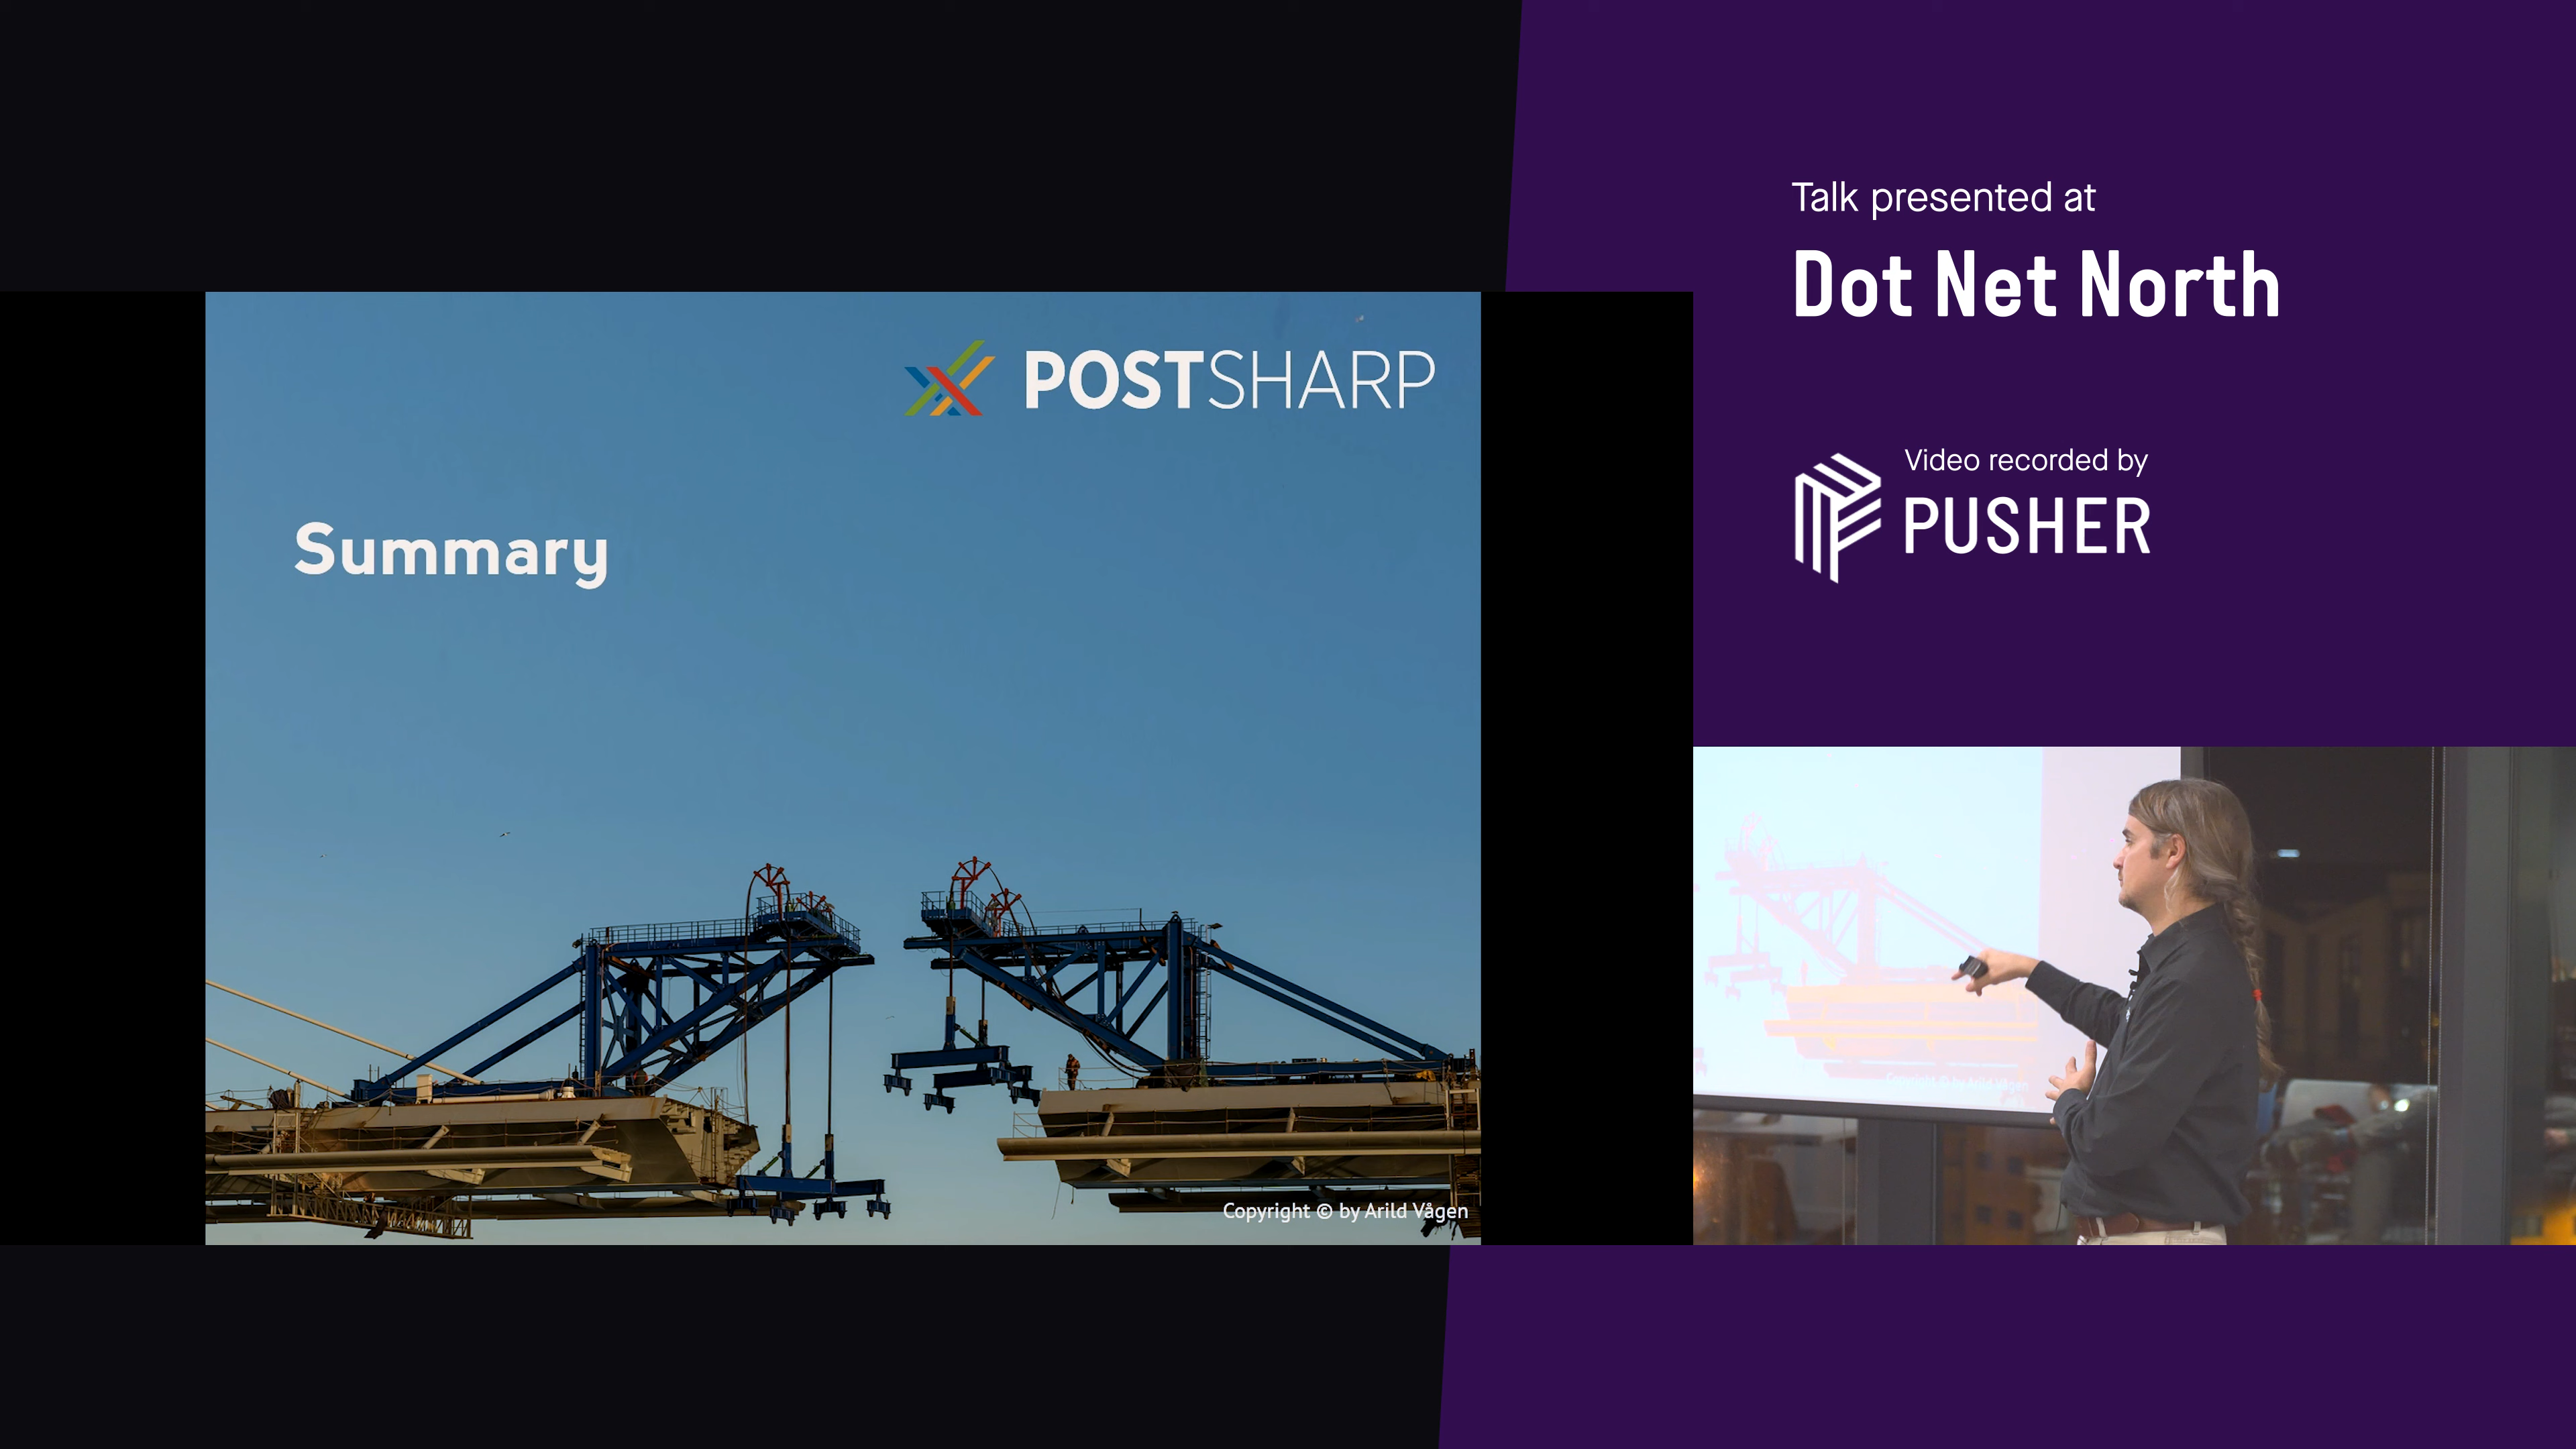 POSTSHARP
Summary
Copyright © by Arild Vågen
Talk presented at
Dot Net North
Video recorded by
PUSHER